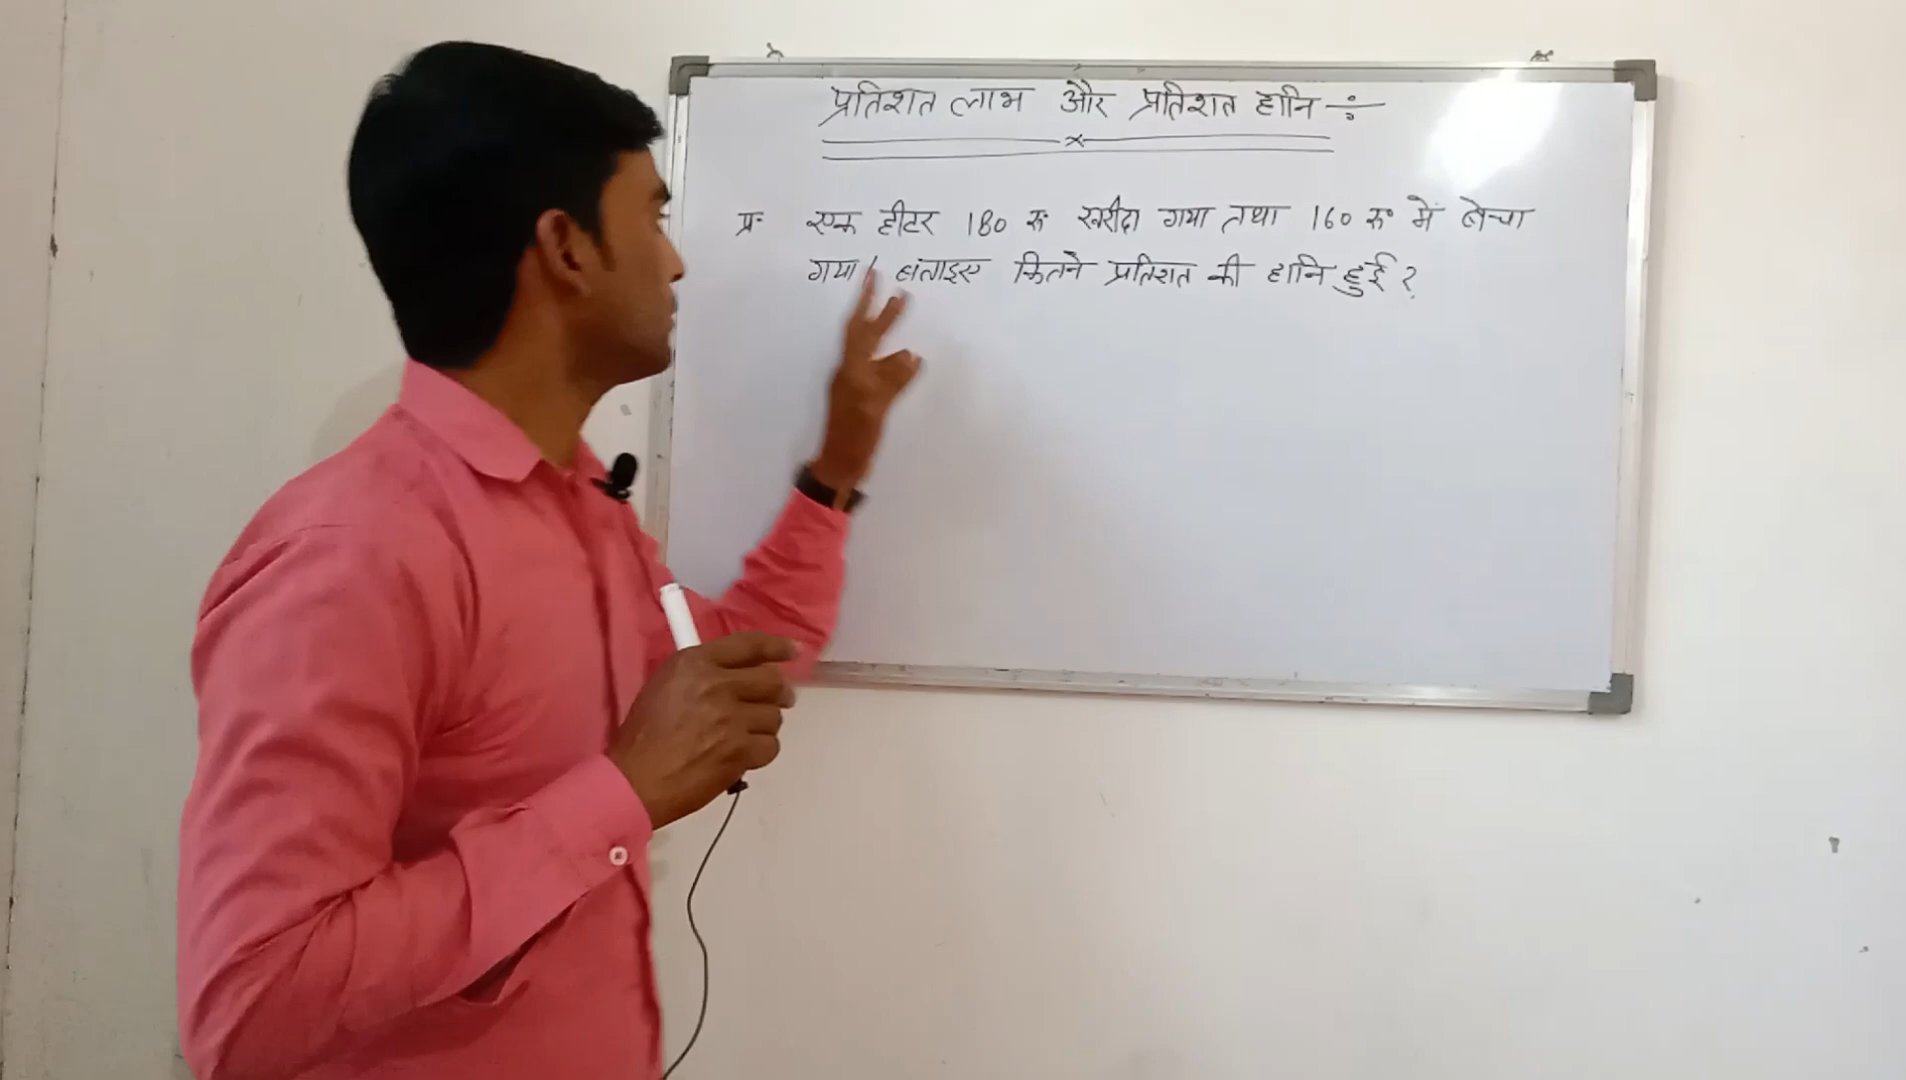 प्रतिशत लाभ और प्रतिशत हानि ÷
प्र॰ एक हीटर 180 रू॰ खरीदा गया तथा 160 रू॰ में बेचा
गया। बताइए कितने प्रतिशत की हानि हुई ?